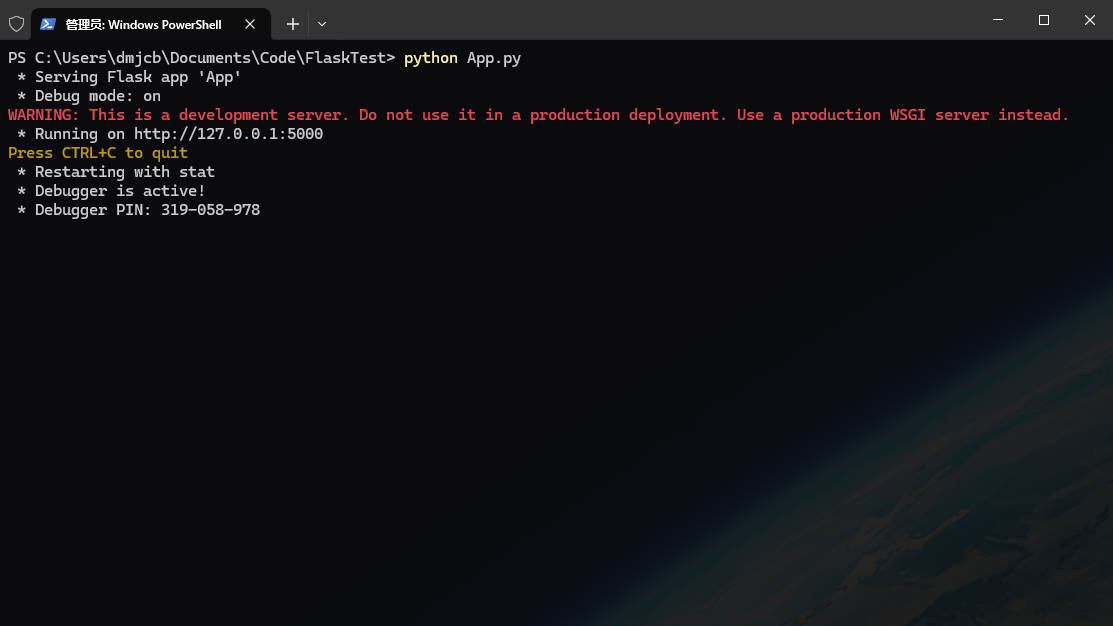 管理员: Windows PowerShell
PS C:\Users\dmjcb\Documents\Code\FlaskTest> python App.py
 * Serving Flask app 'App'
 * Debug mode: on
WARNING: This is a development server. Do not use it in a production deployment. Use a production WSGI server instead.
 * Running on http://127.0.0.1:5000
Press CTRL+C to quit
 * Restarting with stat
 * Debugger is active!
 * Debugger PIN: 319-058-978